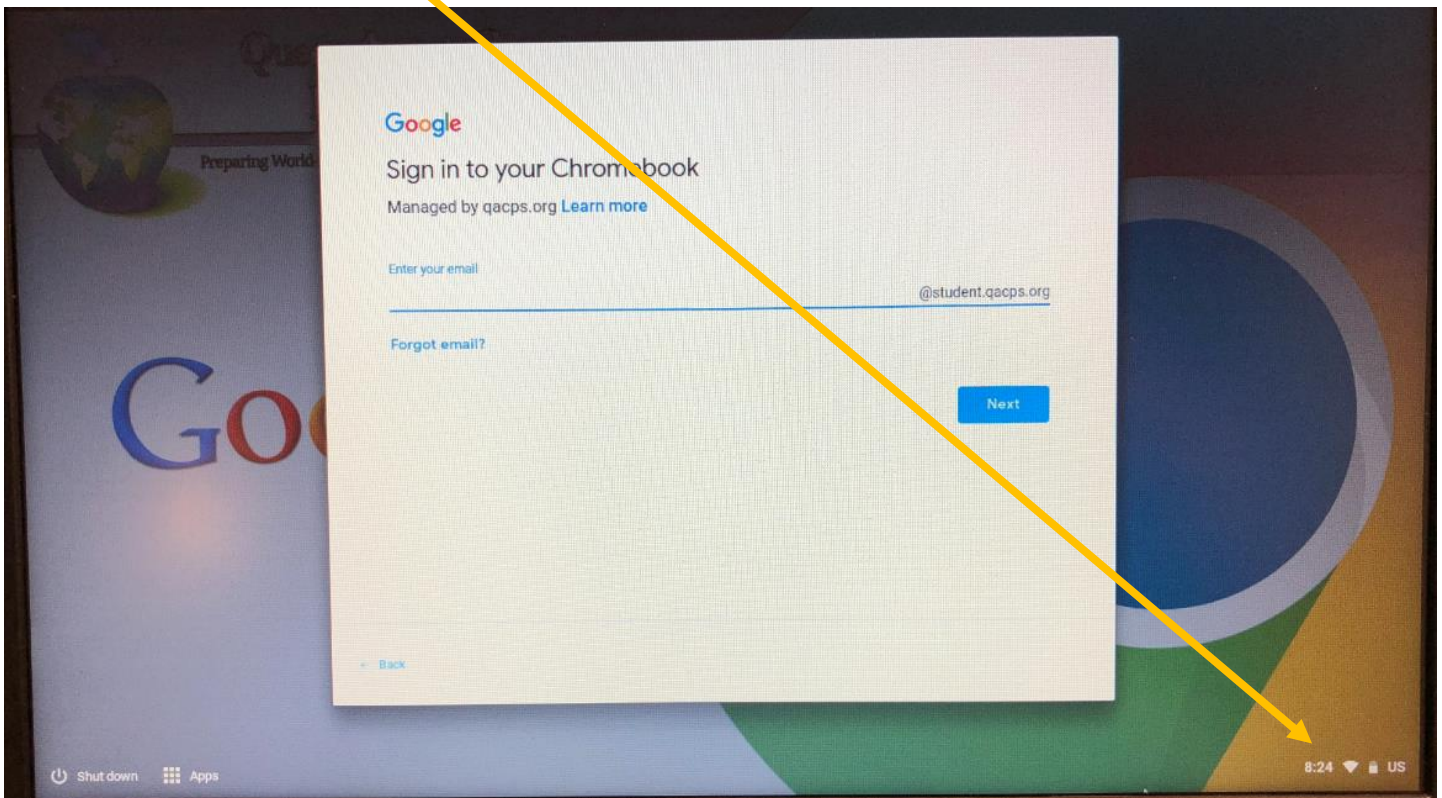 Preparing World
Google
Sign in to your Chromebook
Managed by qacps.org Learn more
Enter your email
@student.qacps.org
Forgot email?
Next
Goo
← Back
Shut down
Apps
8:24 US